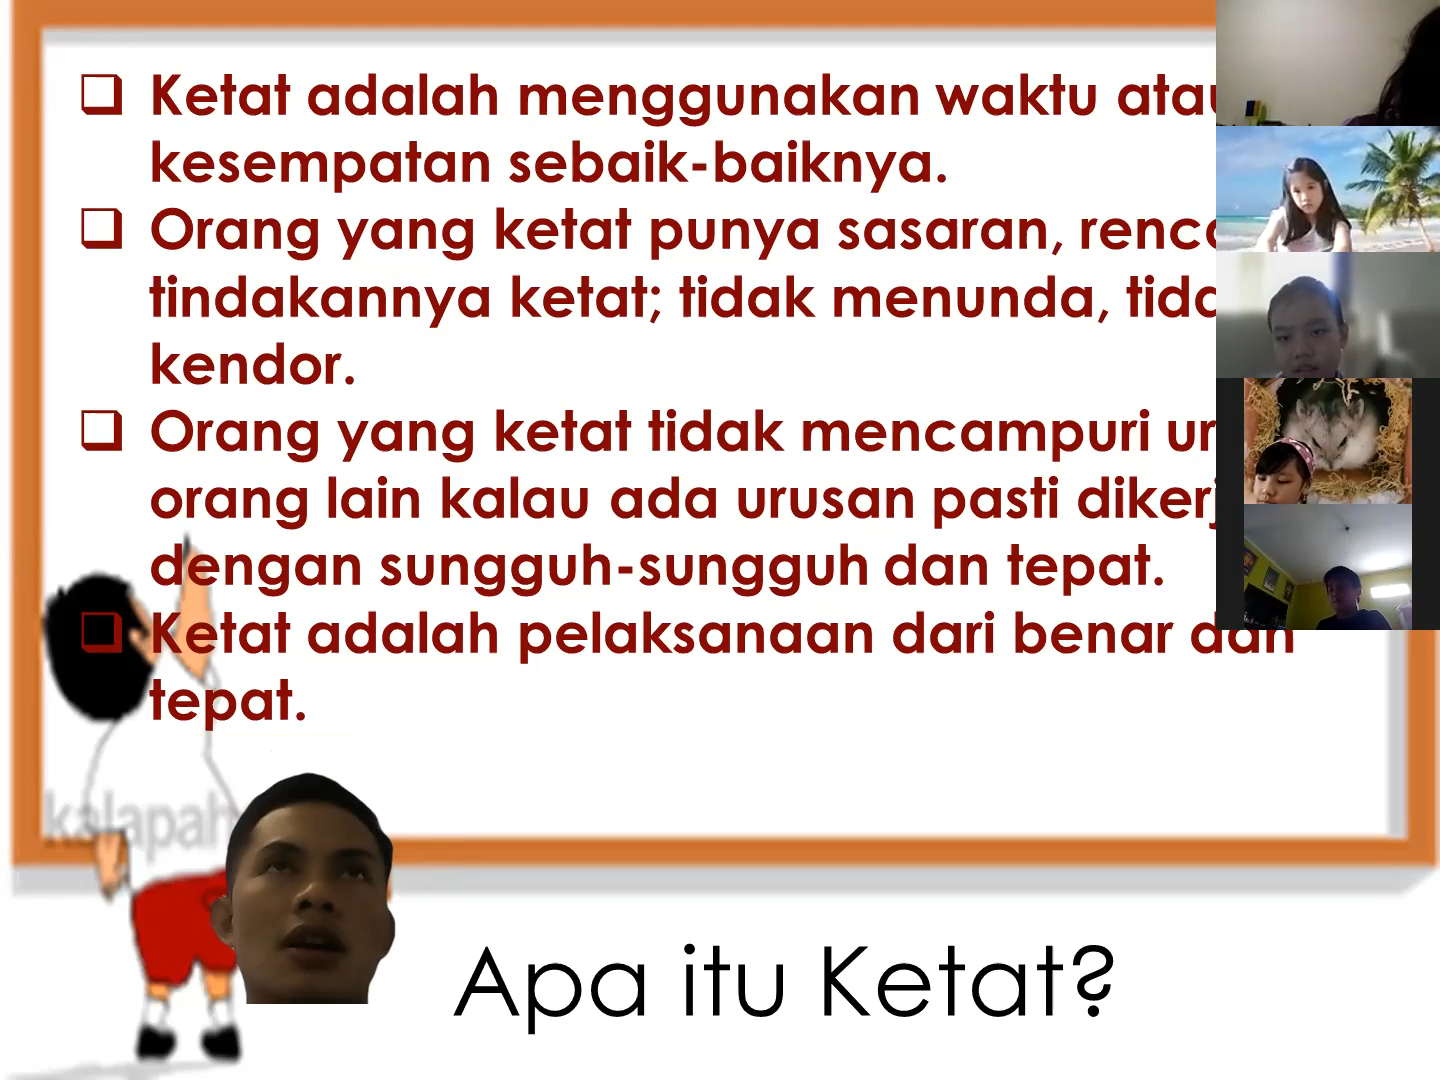 Ketat adalah menggunakan waktu atau
kesempatan sebaik-baiknya.
Orang yang ketat punya sasaran,
tindakannya ketat; tidak menunda,
kendor.
Orang yang ketat tidak mencampuri
orang lain kalau ada urusan pasti
dengan sungguh-sungguh dan tepat.
Ketat adalah pelaksanaan dari benar dan
tepat.
Apa itu Ketat?